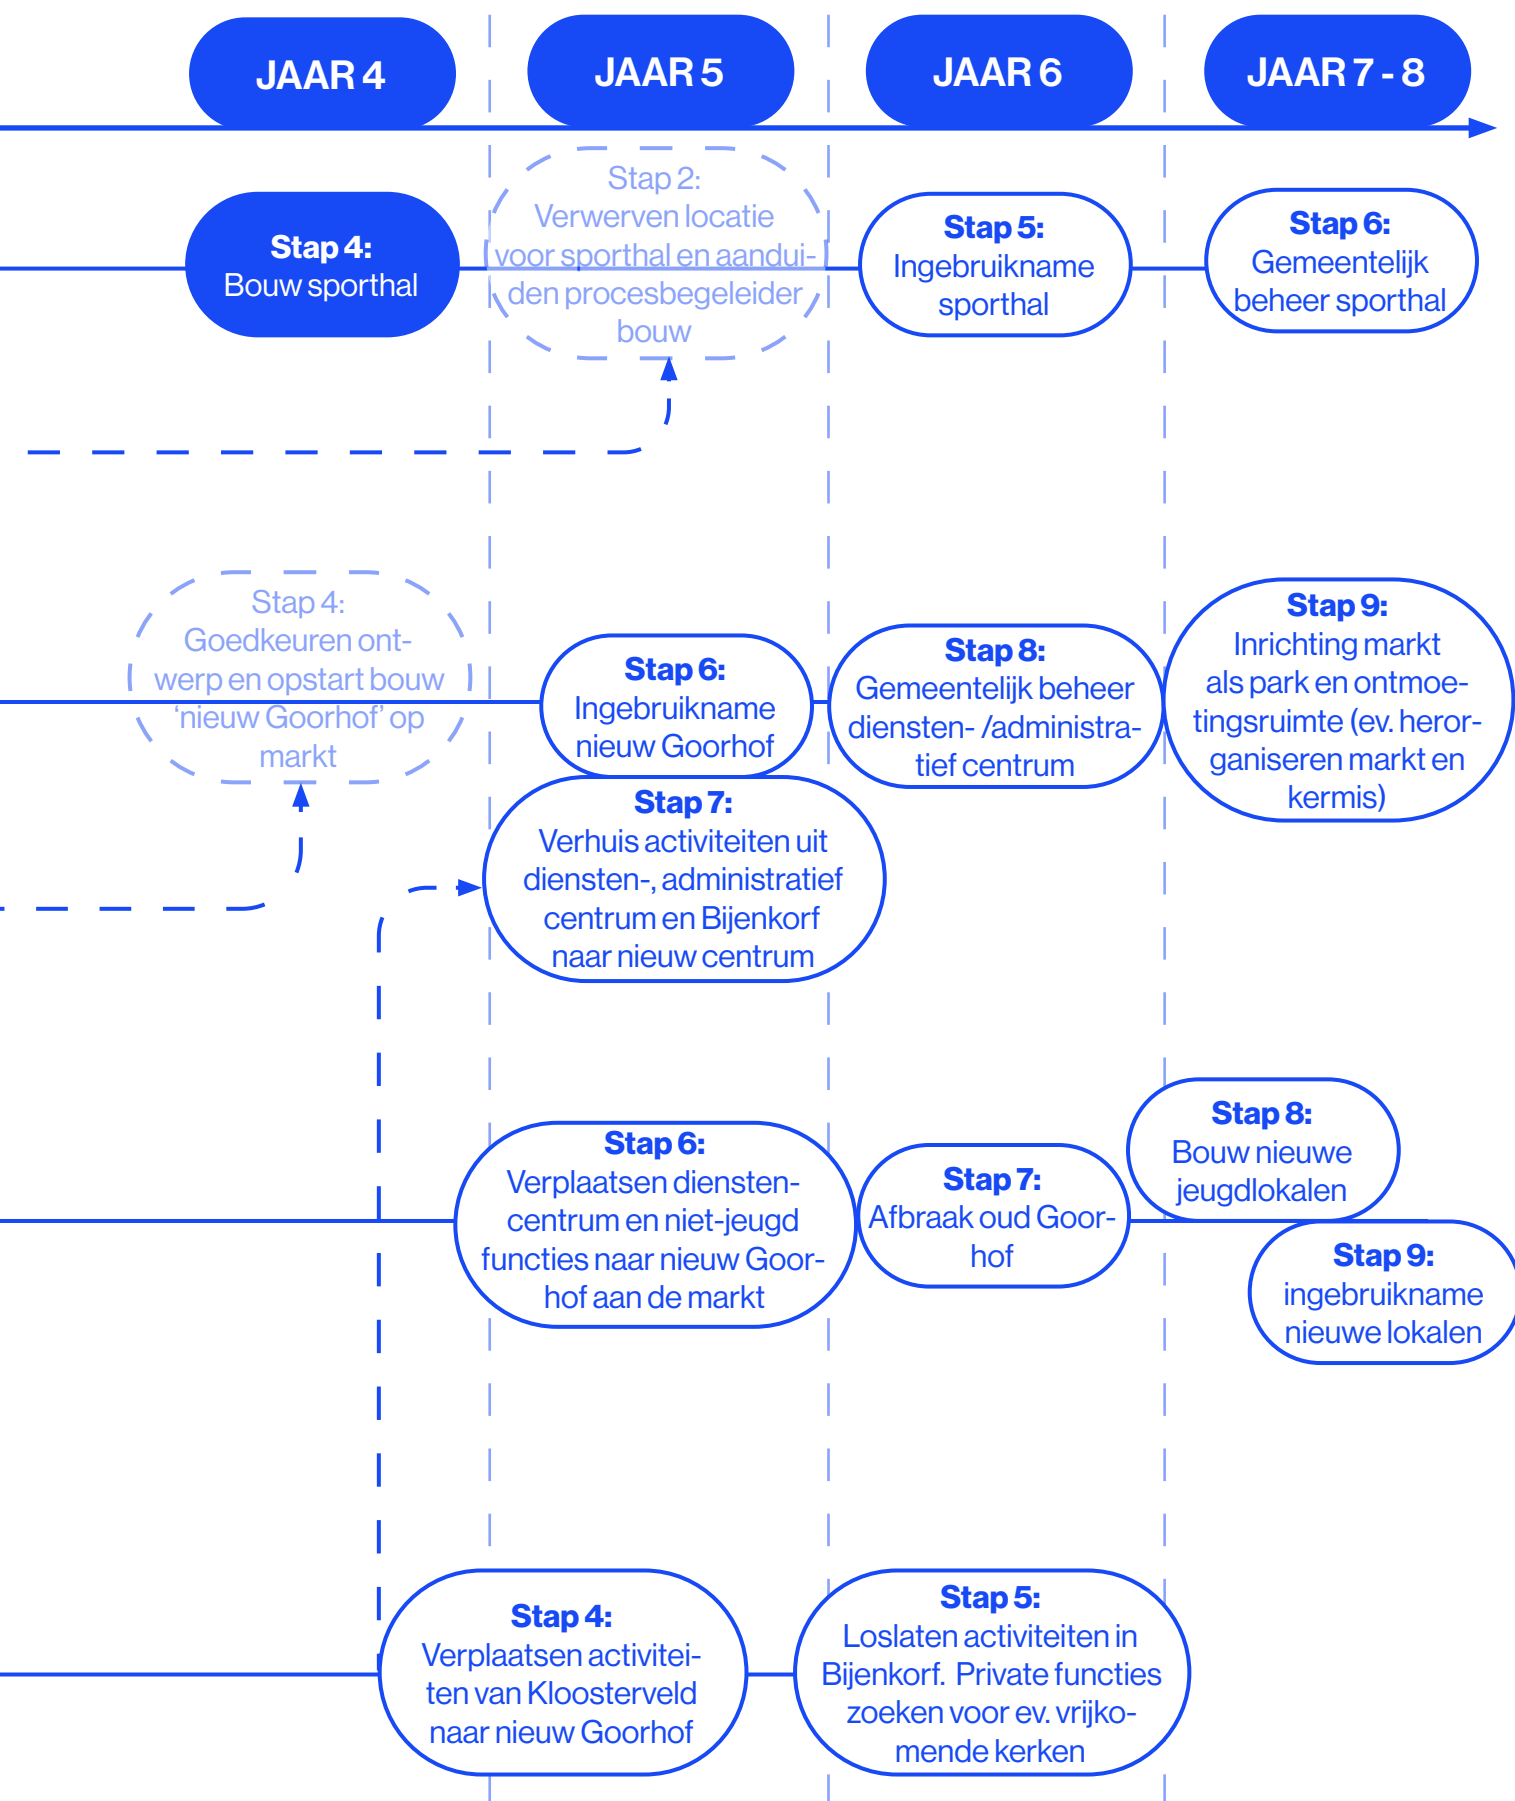 JAAR 4
JAAR 5
JAAR 6
JAAR 7 - 8
Stap 4:
Bouw sporthal
Stap 2:
Verwerven locatie
voor sporthal en aandui-
den procesbegeleider
bouw
Stap 5:
Ingebruikname
sporthal
Stap 6:
Gemeentelijk
beheer sporthal
Stap 4:
Goedkeuren ont-
werp en opstart bouw
‘nieuw Goorhof’ op
markt
Stap 6:
Ingebruikname
nieuw Goorhof
Stap 7:
Verhuis activiteiten uit
diensten-, administratief
centrum en Bijenkorf
naar nieuw centrum
Stap 8:
Gemeentelijk beheer
diensten- /administra-
tief centrum
Stap 9:
Inrichting markt
als park en ontmoe-
tingsruimte (ev. heror-
ganiseren markt en
kermis)
Stap 6:
Verplaatsen diensten-
centrum en niet-jeugd
functies naar nieuw Goor-
hof aan de markt
Stap 7:
Afbraak oud Goor-
hof
Stap 8:
Bouw nieuwe
jeugdlokalen
Stap 9:
ingebruikname
nieuwe lokalen
Stap 4:
Verplaatsen activitei-
ten van Kloosterveld
naar nieuw Goorhof
Stap 5:
Loslaten activiteiten in
Bijenkorf.  Private functies
zoeken voor ev. vrijko-
mende kerken